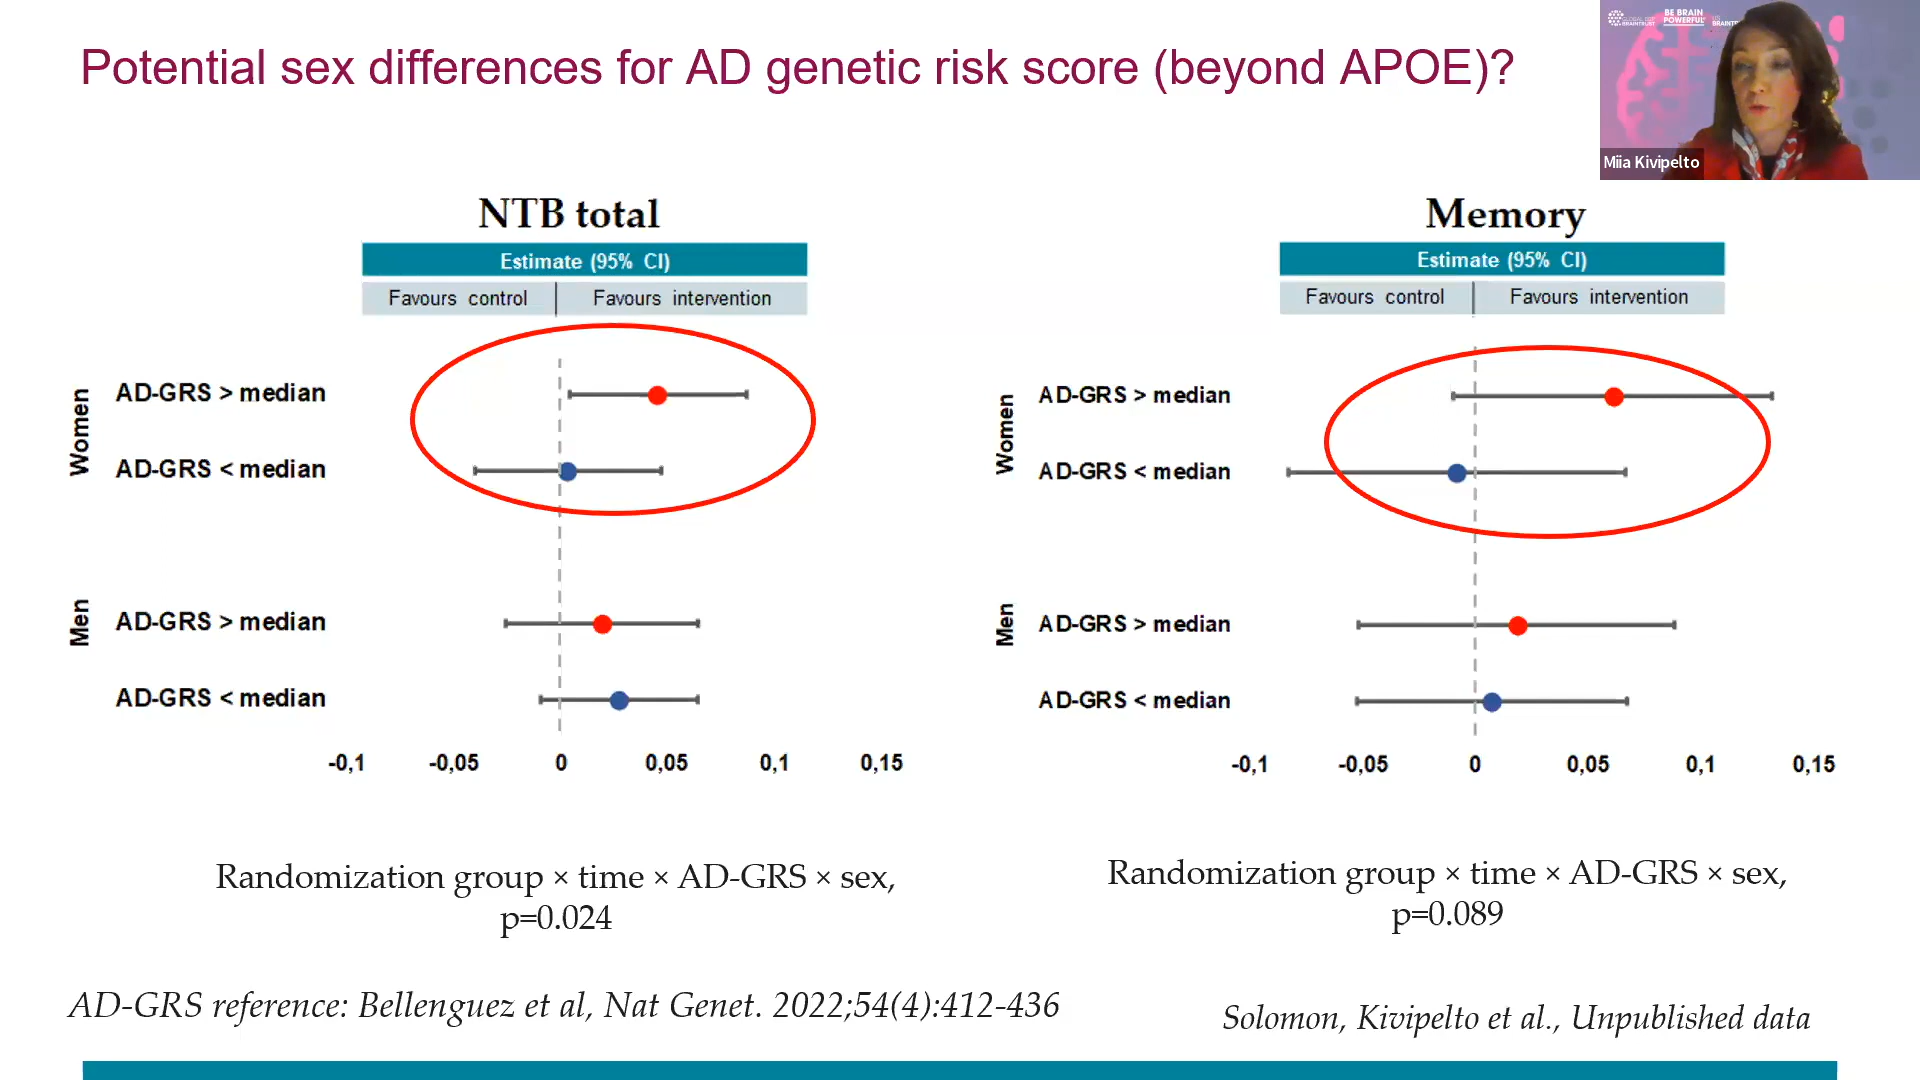 Potential sex differences for AD genetic risk score (beyond APOE)?
BE BRAIN
POWERFUL
Miia Kivipelto
NTB total
Estimate (95% CI)
Favours control
Favours intervention
Women
AD-GRS > median
AD-GRS < median
Men
AD-GRS > median
AD-GRS < median
-0,1
-0,05
0
0,05
0,1
0,15
Randomization group × time × AD-GRS × sex,
p=0.024
Memory
Estimate (95% CI)
Favours control
Favours intervention
Women
AD-GRS > median
AD-GRS < median
Men
AD-GRS > median
AD-GRS < median
-0,1
-0,05
0
0,05
0,1
0,15
Randomization group × time × AD-GRS × sex,
p=0.089
AD-GRS reference: Bellenguez et al, Nat Genet. 2022;54(4):412-436
Solomon, Kivipelto et al., Unpublished data